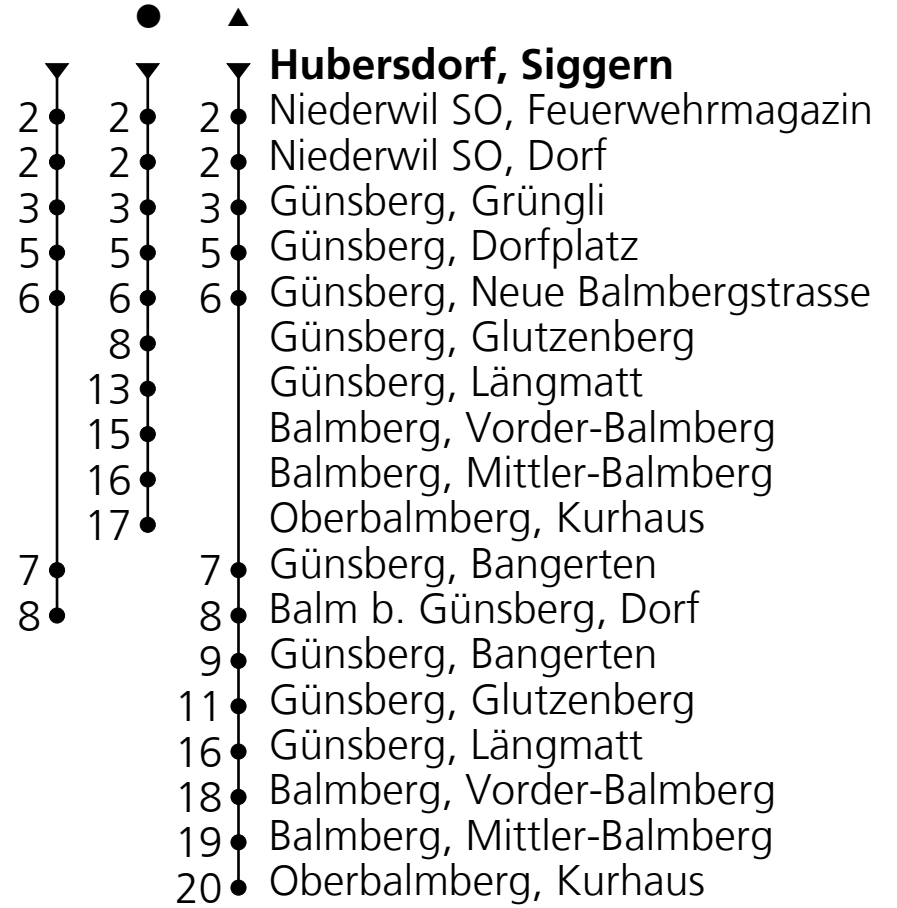 ● ▲
Hubersdorf, Siggern
2 2 2 Niederwil SO, Feuerwehrmagazin
2 2 2 Niederwil SO, Dorf
3 3 3 Günsberg, Grüngli
5 5 5 Günsberg, Dorfplatz
6 6 6 Günsberg, Neue Balmbergstrasse
8 Günsberg, Glutzenberg
13 Günsberg, Längmatt
15 Balmberg, Vorder-Balmberg
16 Balmberg, Mittler-Balmberg
17 Oberbalmberg, Kurhaus
7 7 Günsberg, Bangerten
8 8 Balm b. Günsberg, Dorf
9 Günsberg, Bangerten
11 Günsberg, Glutzenberg
16 Günsberg, Längmatt
18 Balmberg, Vorder-Balmberg
19 Balmberg, Mittler-Balmberg
20 Oberbalmberg, Kurhaus